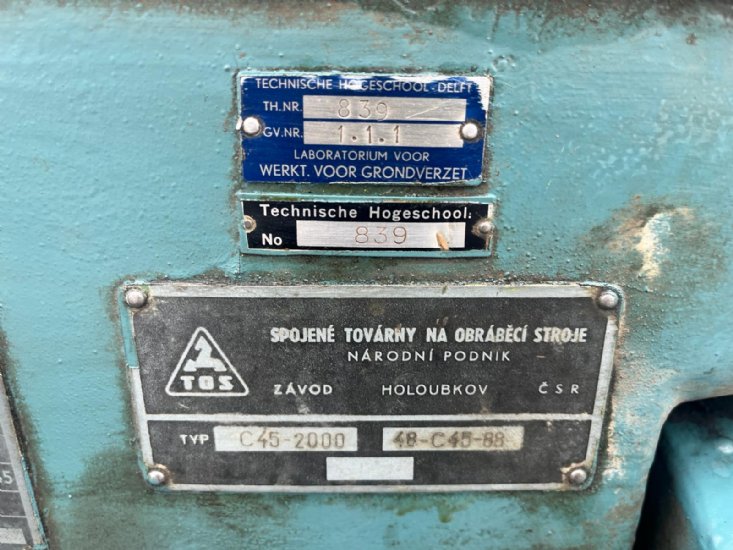 TECHNISCHE HOGESCHOOL-DELFT
TH.NR. 839
GV.NR. 1.1.1
LABORATORIUM VOOR
WERKT. VOOR GRONDVERZET
Technische Hogeschool.
No 839
SPOJENÉ TOVÁRNY NA OBRÁBĚCÍ STROJE
NÁRODNÍ PODNIK
TOS
ZÁVOD HOLOUBKOV ČSR
TYP C45-2000 48-C45-88